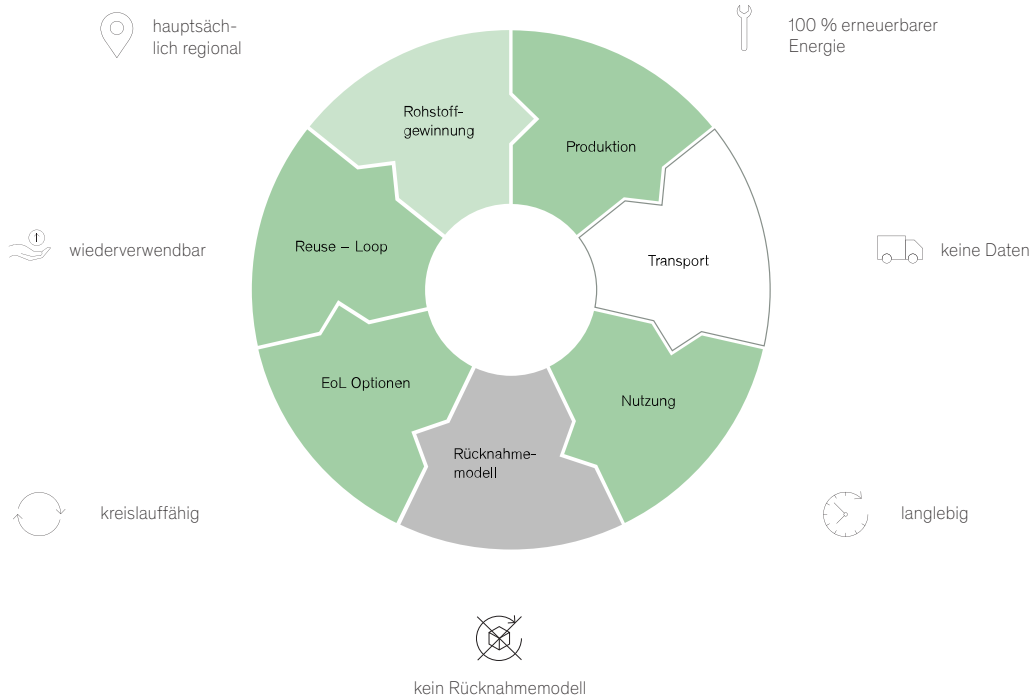 hauptsäch-
lich regional
100 % erneuerbarer
Energie
Rohstoff-
gewinnung
Produktion
Reuse – Loop
Transport
wiederverwendbar
keine Daten
EoL Optionen
Nutzung
Rücknahme-
modell
kreislauffähig
langlebig
kein Rücknahmemodell